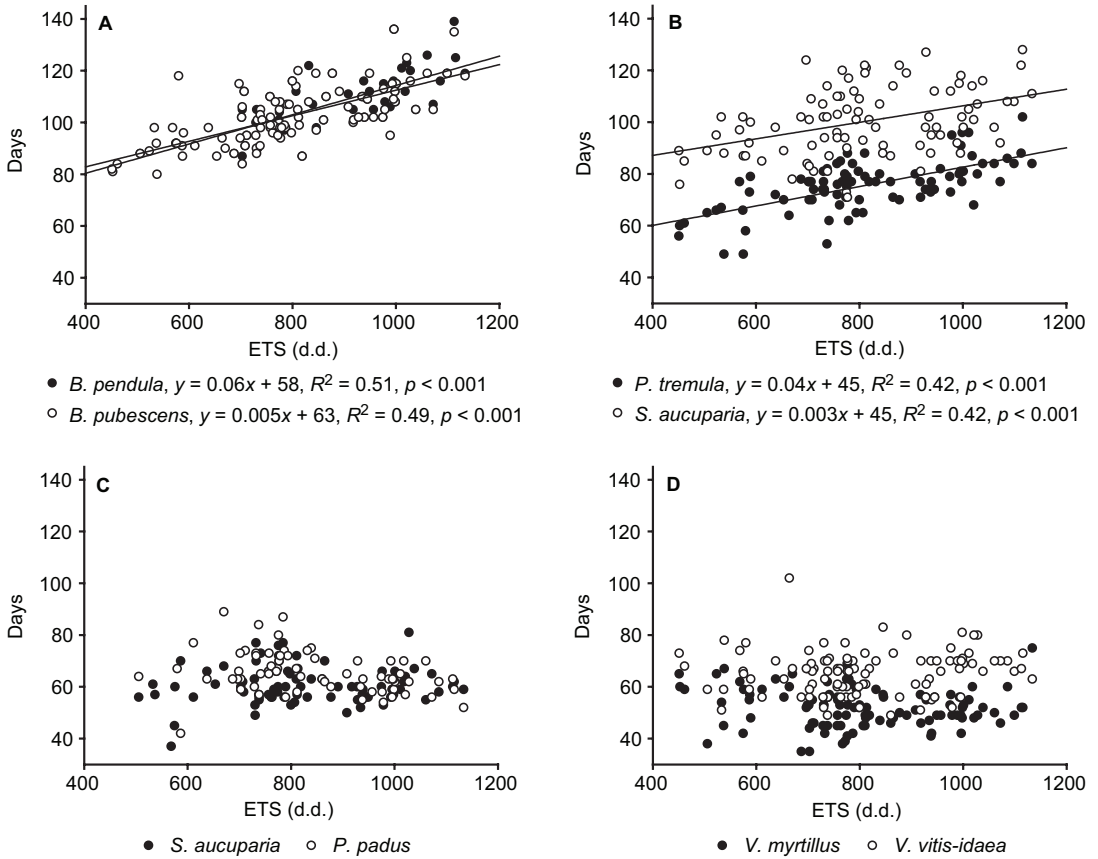 A
B
140
120
100
80
60
40
Days
400
600
800
1000
1200
ETS (d.d.)
B. pendula, y = 0.06x + 58, R² = 0.51, p < 0.001
B. pubescens, y = 0.005x + 63, R² = 0.49, p < 0.001
140
120
100
80
60
40
Days
400
600
800
1000
1200
ETS (d.d.)
P. tremula, y = 0.04x + 45, R² = 0.42, p < 0.001
S. aucuparia, y = 0.003x + 45, R² = 0.42, p < 0.001
C
140
120
100
80
60
40
Days
400
600
800
1000
1200
ETS (d.d.)
S. aucuparia P. padus
D
140
120
100
80
60
40
Days
400
600
800
1000
1200
ETS (d.d.)
V. myrtillus V. vitis-idaea